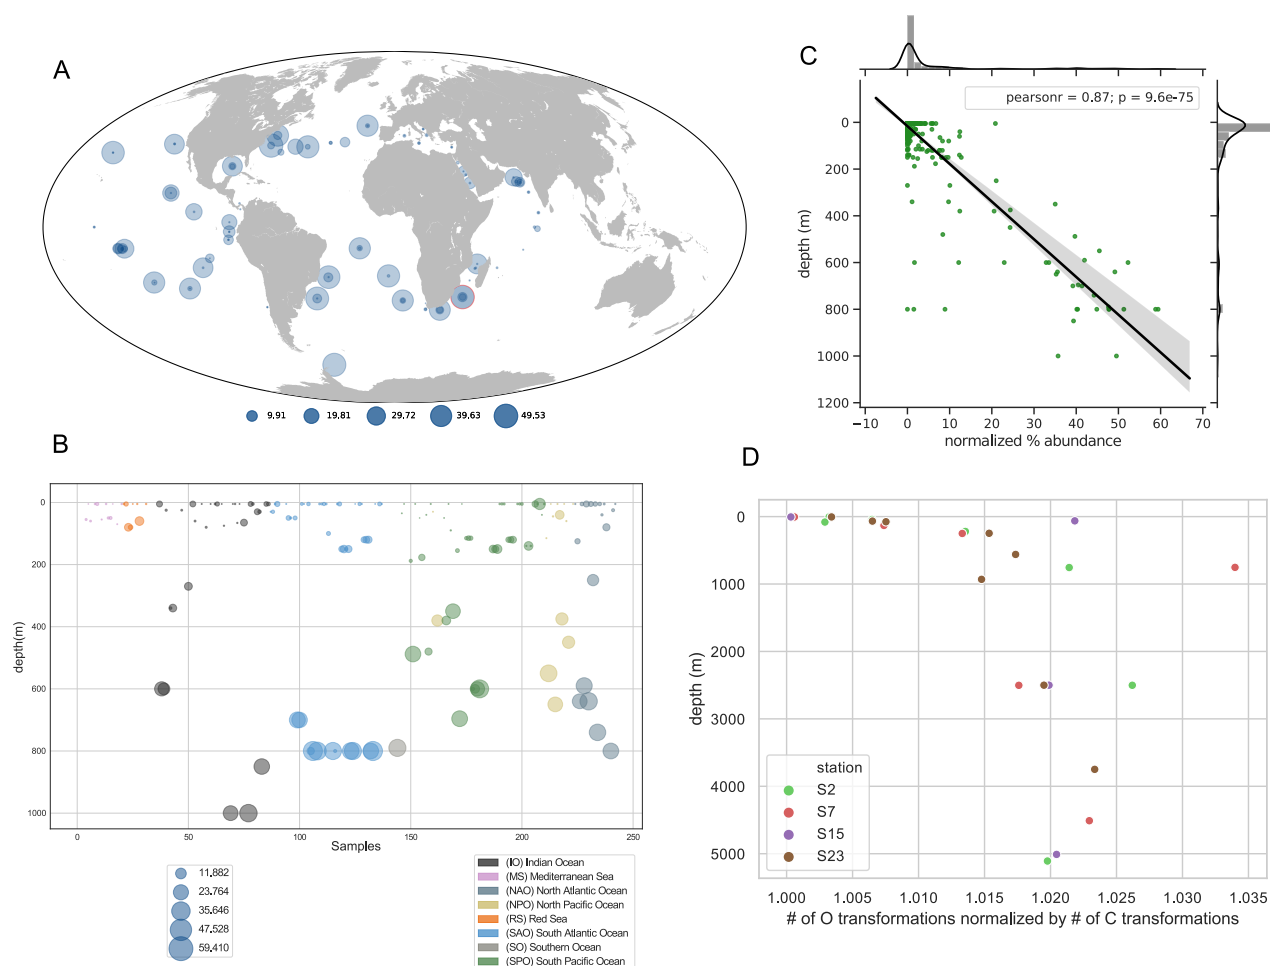 A
9.91 19.81 29.72 39.63 49.53
B
0
200
400
600
800
1000
depth(m)
0 50 100 150 200 250
Samples
11.882
23.764
35.646
47.528
59.410
(IO) Indian Ocean
(MS) Mediterranean Sea
(NAO) North Atlantic Ocean
(NPO) North Pacific Ocean
(RS) Red Sea
(SAO) South Atlantic Ocean
(SO) Southern Ocean
(SPO) South Pacific Ocean
C
pearsonr = 0.87; p = 9.6e-75
0
200
400
600
800
1000
1200
depth (m)
−10 0 10 20 30 40 50 60 70
normalized % abundance
D
0
1000
2000
3000
4000
5000
depth (m)
station
S2
S7
S15
S23
1.000 1.005 1.010 1.015 1.020 1.025 1.030 1.035
# of O transformations normalized by # of C transformations